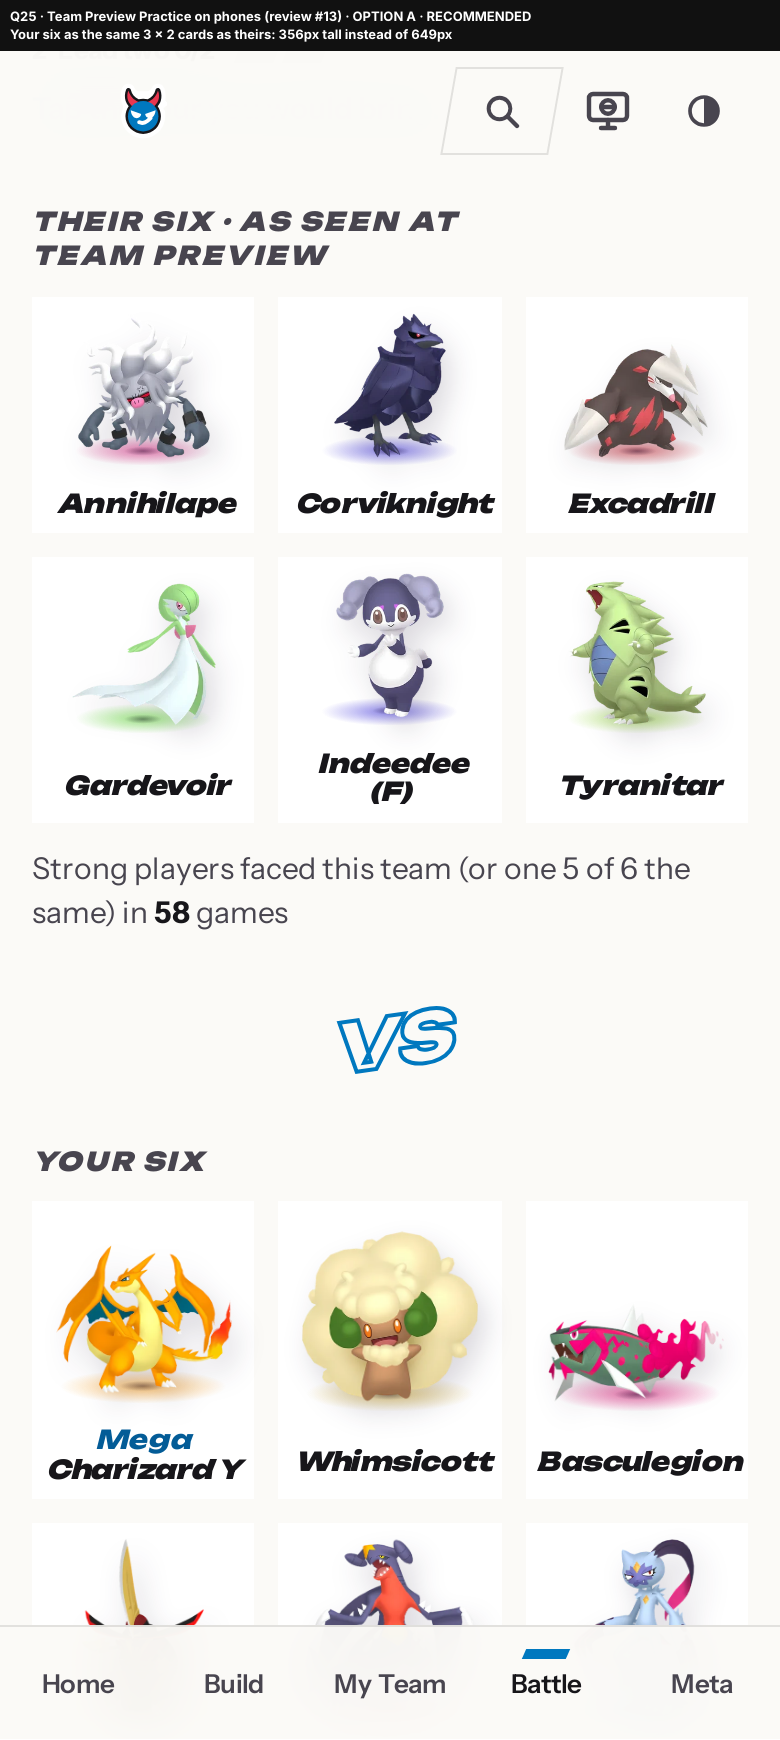 Q25 · Team Preview Practice on phones (review #13) · OPTION A · RECOMMENDED
Your six as the same 3 × 2 cards as theirs: 356px tall instead of 649px
THEIR SIX · AS SEEN AT
TEAM PREVIEW
Annihilape
Corviknight
Excadrill
Gardevoir
Indeedee
(F)
Tyranitar
Strong players faced this team (or one 5 of 6 the
same) in 58 games
VS
YOUR SIX
Mega
Charizard Y
Whimsicott
Basculegion
Home
Build
My Team
Battle
Meta